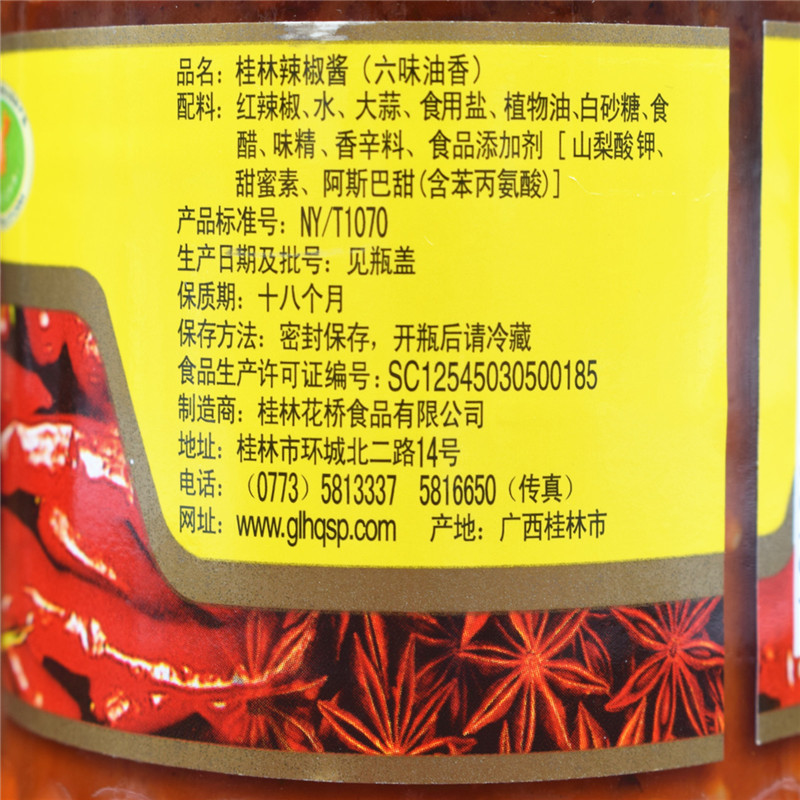 品名：桂林辣椒酱（六味油香）
配料：红辣椒、水、大蒜、食用盐、植物油、白砂糖、食
醋、味精、香辛料、食品添加剂［山梨酸钾、
甜蜜素、阿斯巴甜(含苯丙氨酸)］
产品标准号：NY/T1070
生产日期及批号：见瓶盖
保质期：十八个月
保存方法：密封保存，开瓶后请冷藏
食品生产许可证编号：SC12545030500185
制造商：桂林花桥食品有限公司
地址：桂林市环城北二路14号
电话：（0773）5813337 5816650（传真）
网址：www.glhqsp.com 产地：广西桂林市